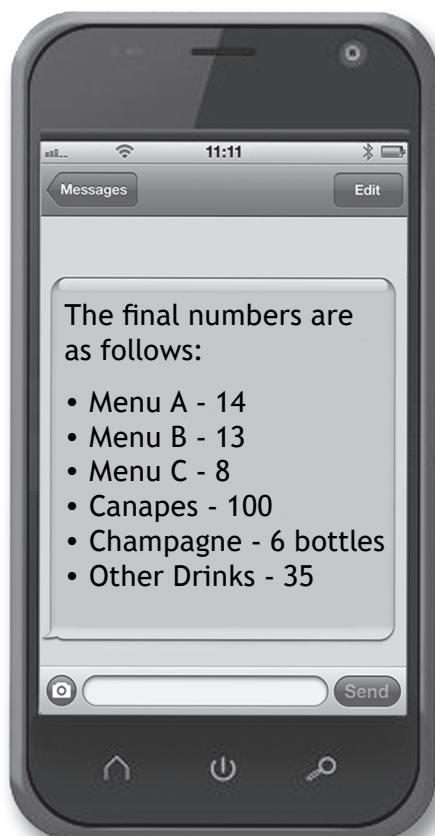 11:11
Messages
Edit
The final numbers are
as follows:
• Menu A - 14
• Menu B - 13
• Menu C - 8
• Canapes - 100
• Champagne - 6 bottles
• Other Drinks - 35
Send